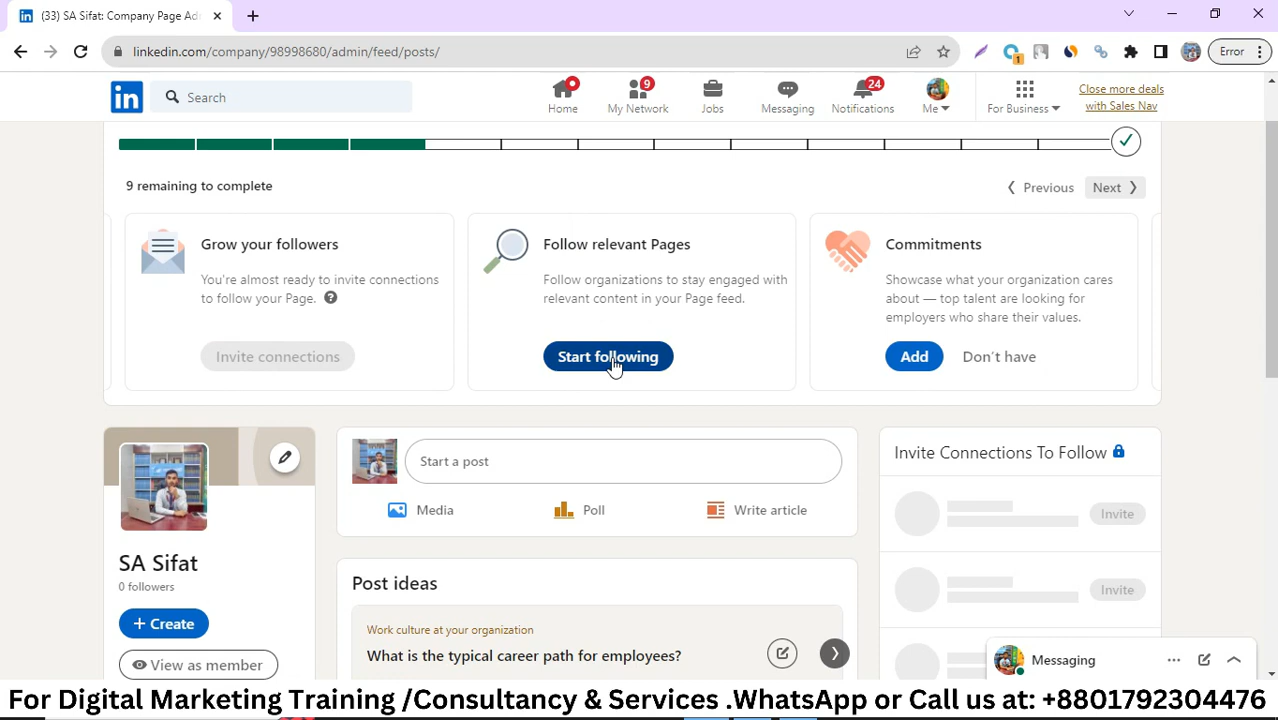 (33) SA Sifat: Company Page Ad
linkedin.com/company/98998680/admin/feed/posts/
1
Error
in
Search
Home
9
My Network
Jobs
Messaging
24
Notifications
Me
For Business
Close more deals
with Sales Nav
9 remaining to complete
Previous
Next
Grow your followers
You're almost ready to invite connections
to follow your Page.
Invite connections
Follow relevant Pages
Follow organizations to stay engaged with
relevant content in your Page feed.
Start following
Commitments
Showcase what your organization cares
about — top talent are looking for
employers who share their values.
Add
Don't have
SA Sifat
0 followers
+ Create
View as member
Start a post
Media
Poll
Write article
Post ideas
Work culture at your organization
What is the typical career path for employees?
Invite Connections To Follow
Invite
Invite
Messaging
For Digital Marketing Training /Consultancy & Services .WhatsApp or Call us at: +8801792304476